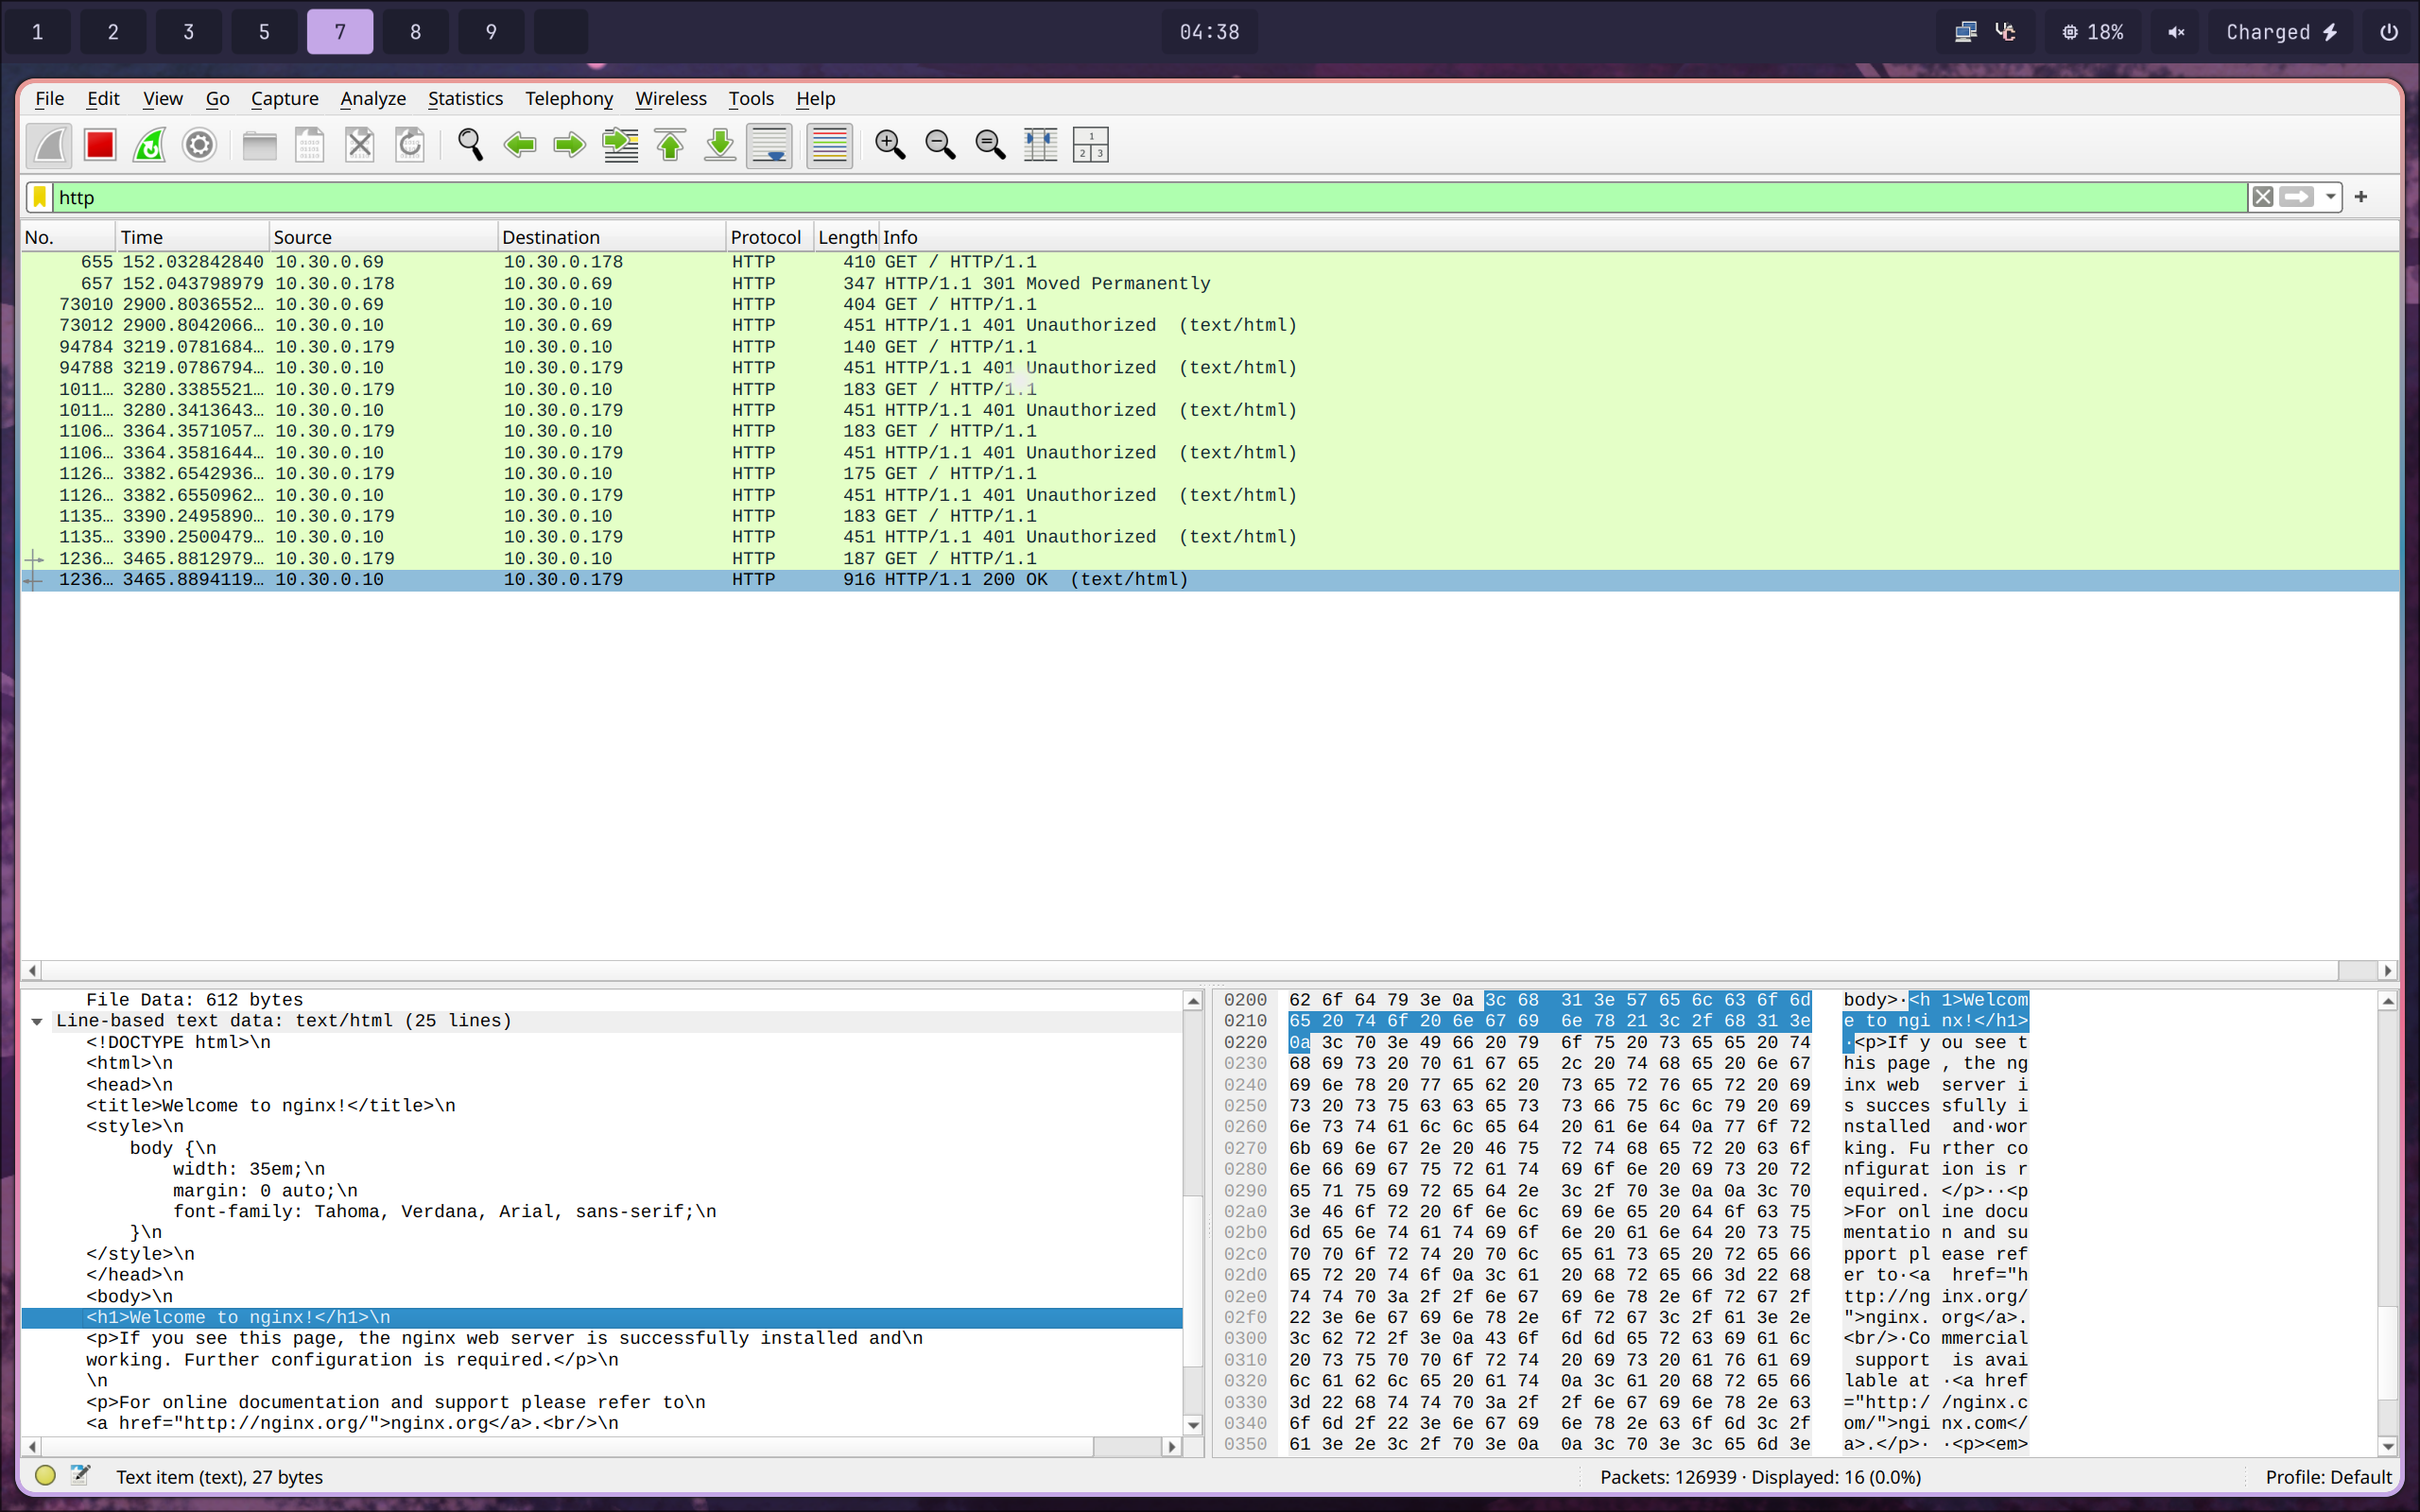 1 2 3 5 7 8 9 04:38 18% Charged
File Edit View Go Capture Analyze Statistics Telephony Wireless Tools Help
http
No. Time Source Destination Protocol Length Info
655 152.032842840 10.30.0.69 10.30.0.178 HTTP 410 GET / HTTP/1.1
657 152.043798979 10.30.0.178 10.30.0.69 HTTP 347 HTTP/1.1 301 Moved Permanently
73010 2900.8036552… 10.30.0.69 10.30.0.10 HTTP 404 GET / HTTP/1.1
73012 2900.8042066… 10.30.0.10 10.30.0.69 HTTP 451 HTTP/1.1 401 Unauthorized (text/html)
94784 3219.0781684… 10.30.0.179 10.30.0.10 HTTP 140 GET / HTTP/1.1
94788 3219.0786794… 10.30.0.10 10.30.0.179 HTTP 451 HTTP/1.1 401 Unauthorized (text/html)
1011… 3280.3385521… 10.30.0.179 10.30.0.10 HTTP 183 GET / HTTP/1.1
1011… 3280.3413643… 10.30.0.10 10.30.0.179 HTTP 451 HTTP/1.1 401 Unauthorized (text/html)
1106… 3364.3571057… 10.30.0.179 10.30.0.10 HTTP 183 GET / HTTP/1.1
1106… 3364.3581644… 10.30.0.10 10.30.0.179 HTTP 451 HTTP/1.1 401 Unauthorized (text/html)
1126… 3382.6542936… 10.30.0.179 10.30.0.10 HTTP 175 GET / HTTP/1.1
1126… 3382.6550962… 10.30.0.10 10.30.0.179 HTTP 451 HTTP/1.1 401 Unauthorized (text/html)
1135… 3390.2495890… 10.30.0.179 10.30.0.10 HTTP 183 GET / HTTP/1.1
1135… 3390.2500479… 10.30.0.10 10.30.0.179 HTTP 451 HTTP/1.1 401 Unauthorized (text/html)
1236… 3465.8812979… 10.30.0.179 10.30.0.10 HTTP 187 GET / HTTP/1.1
1236… 3465.8894119… 10.30.0.10 10.30.0.179 HTTP 916 HTTP/1.1 200 OK (text/html)
File Data: 612 bytes
Line-based text data: text/html (25 lines)
<!DOCTYPE html>\n
<html>\n
<head>\n
<title>Welcome to nginx!</title>\n
<style>\n
body {\n
width: 35em;\n
margin: 0 auto;\n
font-family: Tahoma, Verdana, Arial, sans-serif;\n
}\n
</style>\n
</head>\n
<body>\n
<h1>Welcome to nginx!</h1>\n
<p>If you see this page, the nginx web server is successfully installed and\n
working. Further configuration is required.</p>\n
\n
<p>For online documentation and support please refer to\n
<a href="http://nginx.org/">nginx.org</a>.<br/>\n
0200 62 6f 64 79 3e 0a 3c 68 31 3e 57 65 6c 63 6f 6d body>·<h 1>Welcom
0210 65 20 74 6f 20 6e 67 69 6e 78 21 3c 2f 68 31 3e e to ngi nx!</h1>
0220 0a 3c 70 3e 49 66 20 79 6f 75 20 73 65 65 20 74 ·<p>If y ou see t
0230 68 69 73 20 70 61 67 65 2c 20 74 68 65 20 6e 67 his page , the ng
0240 69 6e 78 20 77 65 62 20 73 65 72 76 65 72 20 69 inx web server i
0250 73 20 73 75 63 63 65 73 73 66 75 6c 6c 79 20 69 s succes sfully i
0260 6e 73 74 61 6c 6c 65 64 20 61 6e 64 0a 77 6f 72 nstalled and·wor
0270 6b 69 6e 67 2e 20 46 75 72 74 68 65 72 20 63 6f king. Fu rther co
0280 6e 66 69 67 75 72 61 74 69 6f 6e 20 69 73 20 72 nfigurat ion is r
0290 65 71 75 69 72 65 64 2e 3c 2f 70 3e 0a 0a 3c 70 equired. </p>··<p
02a0 3e 46 6f 72 20 6f 6e 6c 69 6e 65 20 64 6f 63 75 >For onl ine docu
02b0 6d 65 6e 74 61 74 69 6f 6e 20 61 6e 64 20 73 75 mentatio n and su
02c0 70 70 6f 72 74 20 70 6c 65 61 73 65 20 72 65 66 pport pl ease ref
02d0 65 72 20 74 6f 0a 3c 61 20 68 72 65 66 3d 22 68 er to·<a href="h
02e0 74 74 70 3a 2f 2f 6e 67 69 6e 78 2e 6f 72 67 2f ttp://ng inx.org/
02f0 22 3e 6e 67 69 6e 78 2e 6f 72 67 3c 2f 61 3e 2e ">nginx. org</a>.
0300 3c 62 72 2f 3e 0a 43 6f 6d 6d 65 72 63 69 61 6c <br/>·Co mmercial
0310 20 73 75 70 70 6f 72 74 20 69 73 20 61 76 61 69 support is avai
0320 6c 61 62 6c 65 20 61 74 0a 3c 61 20 68 72 65 66 lable at ·<a href
0330 3d 22 68 74 74 70 3a 2f 2f 6e 67 69 6e 78 2e 63 ="http:/ /nginx.c
0340 6f 6d 2f 22 3e 6e 67 69 6e 78 2e 63 6f 6d 3c 2f om/">ngi nx.com</
0350 61 3e 2e 3c 2f 70 3e 0a 0a 3c 70 3e 3c 65 6d 3e a>.</p>· ·<p><em>
Text item (text), 27 bytes Packets: 126939 · Displayed: 16 (0.0%) Profile: Default